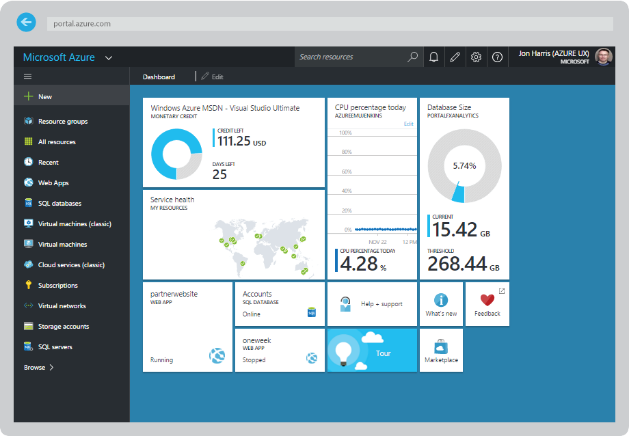 portal.azure.com
Microsoft Azure
Search resources
Jon Harris (AZURE UX)
MICROSOFT
Dashboard
Edit
New
Resource groups
All resources
Recent
Web Apps
SQL databases
Virtual machines (classic)
Virtual machines
Cloud services (classic)
Subscriptions
Virtual networks
Storage accounts
SQL servers
Browse
Windows Azure MSDN - Visual Studio Ultimate
MONETARY CREDIT
CREDIT LEFT
111.25 USD
DAYS LEFT
25
CPU percentage today
AZUREEMUJENKINS
Edit
100%
80%
60%
40%
20%
0%
NOV 22 12 PM
CPU PERCENTAGE TODAY
4.28 %
Database Size
PORTALFXANALYTICS
5.74%
CURRENT
15.42 GB
THRESHOLD
268.44 GB
Service health
MY RESOURCES
partnerwebsite
WEB APP
Running
Accounts
SQL DATABASE
Online
Help + support
What's new
Feedback
oneweek
WEB APP
Stopped
Tour
Marketplace